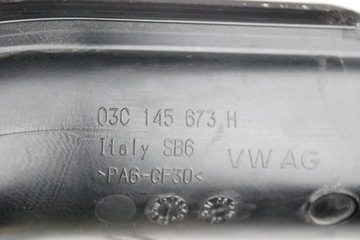 03C 145 673 H
Italy SB6
VW AG
>PA6-GF30<